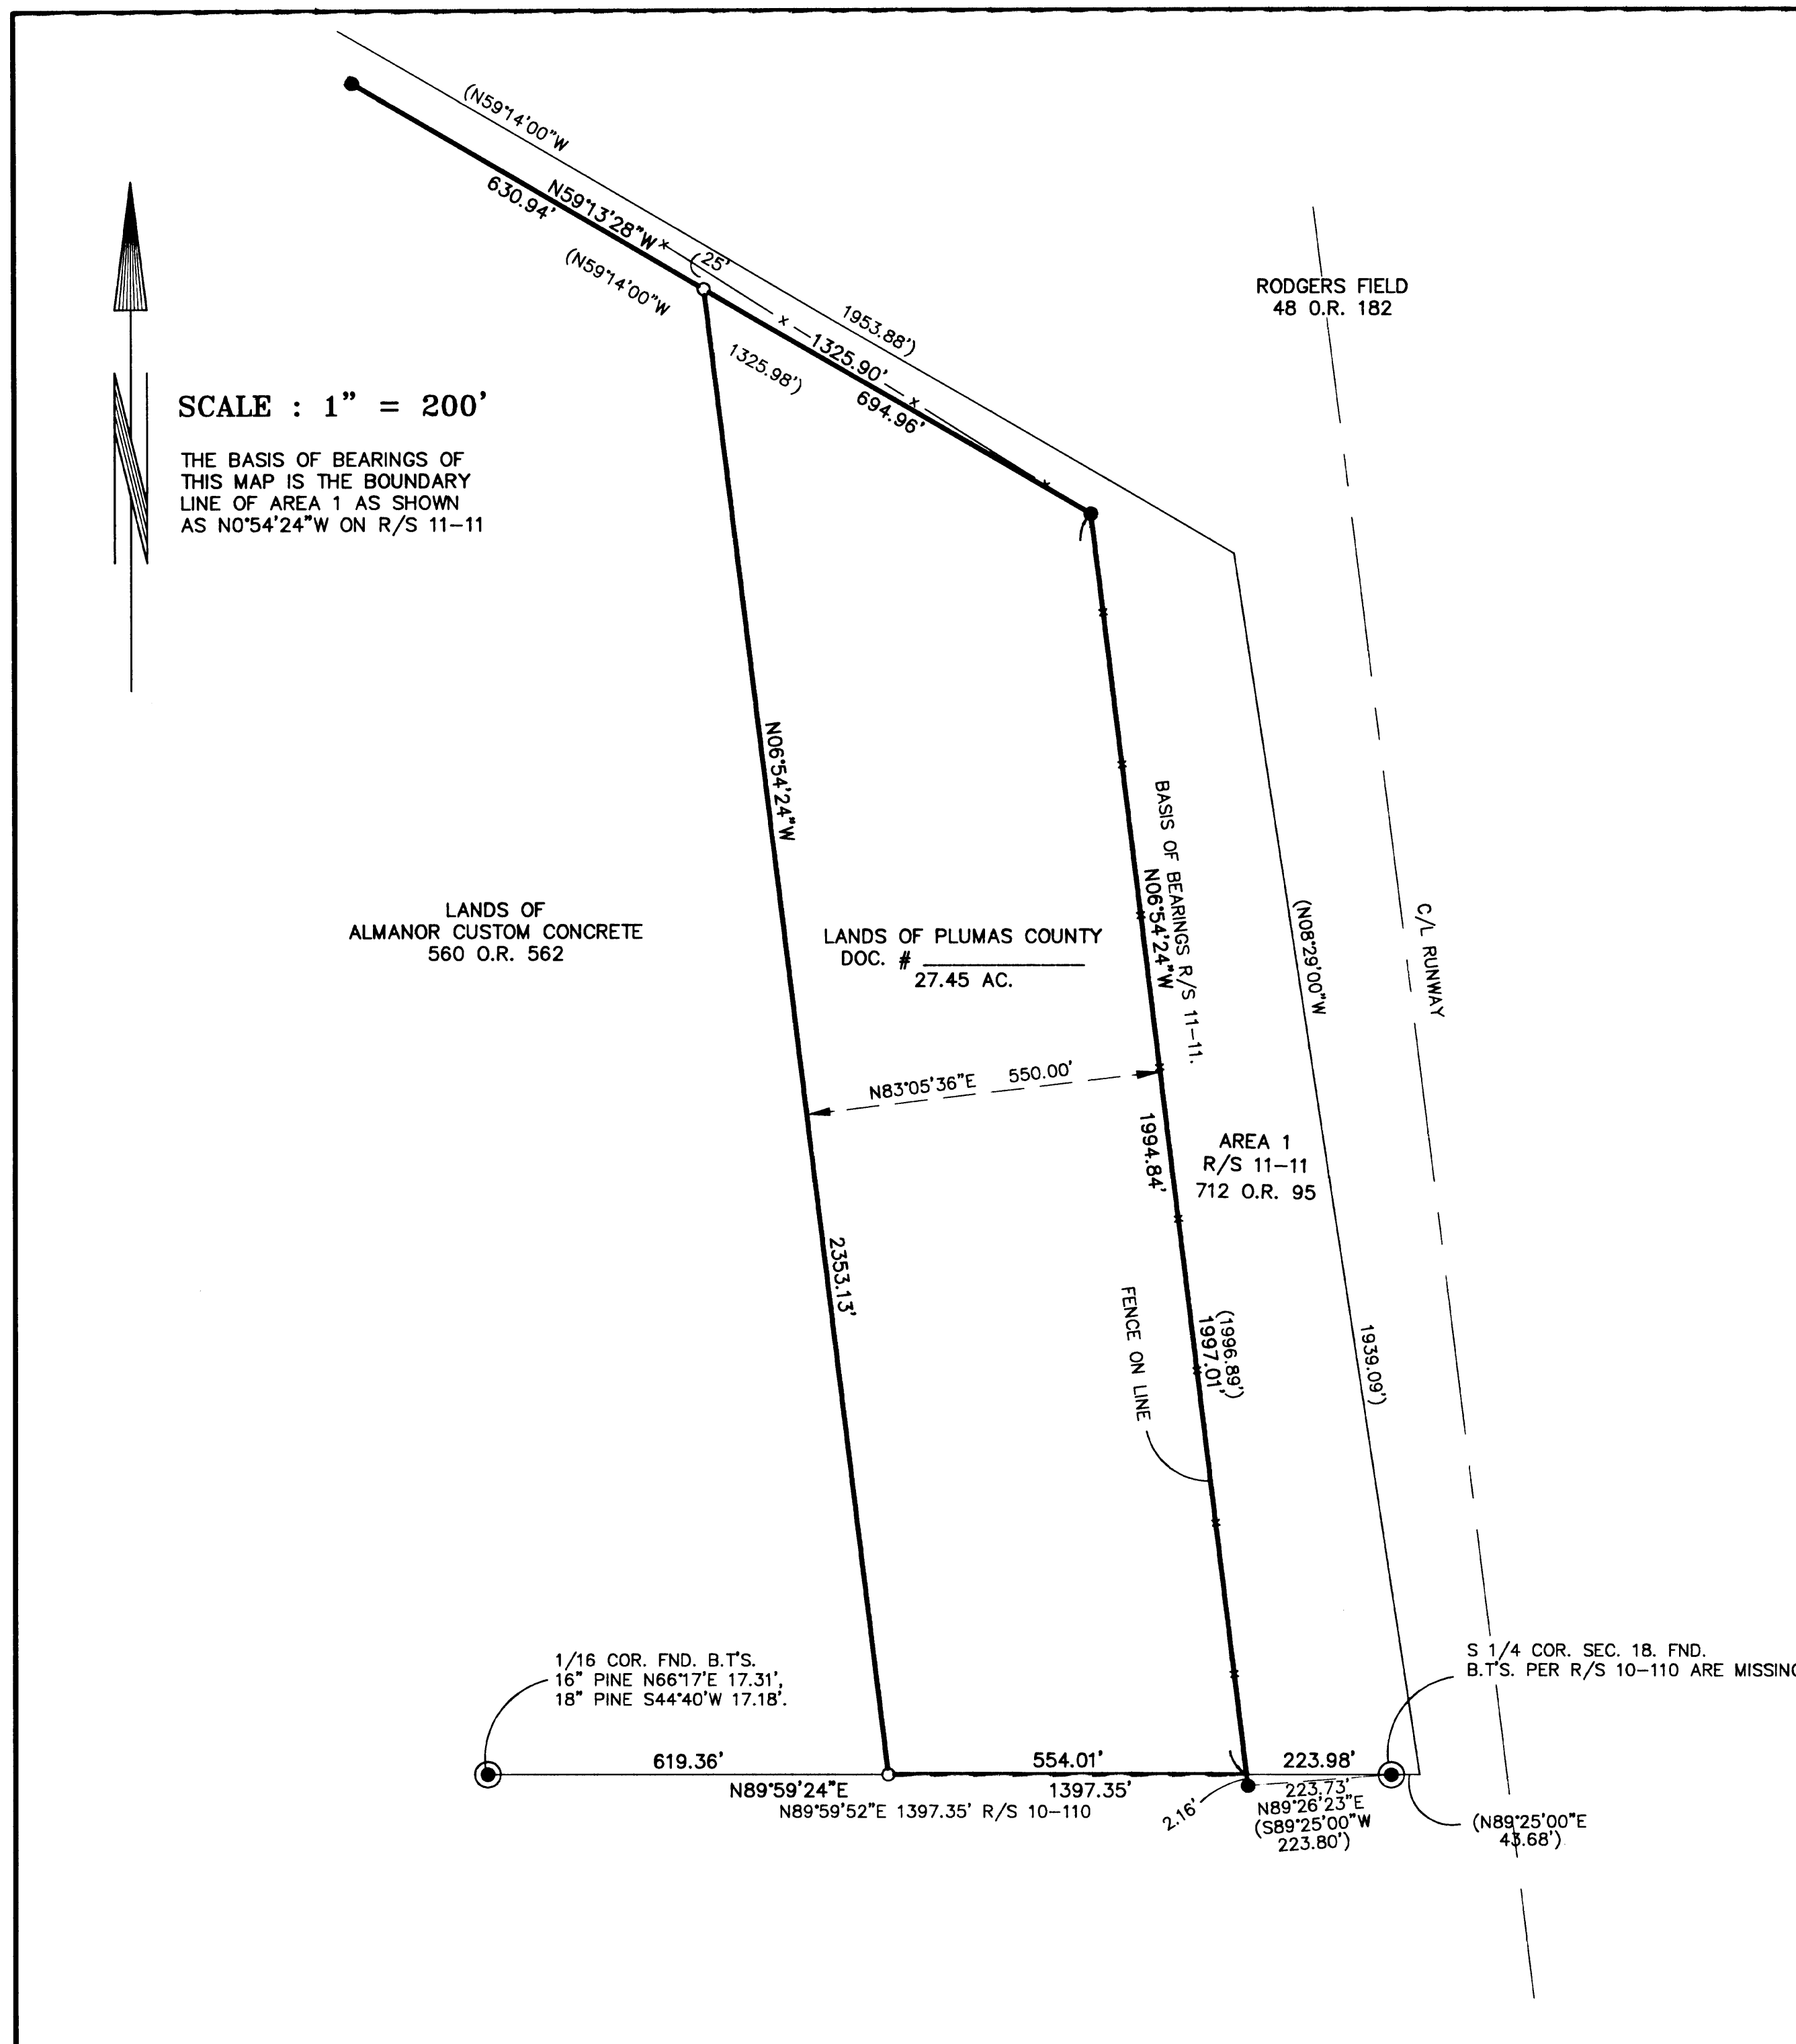 (N59°14'00"W
1953.88')
N59°13'28"W
630.94'
(N59°14'00"W
25'
1325.98')
1325.90'
694.96'
RODGERS FIELD
48 O.R. 182
SCALE : 1" = 200'
THE BASIS OF BEARINGS OF
THIS MAP IS THE BOUNDARY
LINE OF AREA 1 AS SHOWN
AS N0°54'24"W ON R/S 11-11
N06°54'24"W
BASIS OF BEARINGS R/S 11-11.
N06°54'24"W
(N08°29'00"W
C/L RUNWAY
LANDS OF
ALMANOR CUSTOM CONCRETE
560 O.R. 562
LANDS OF PLUMAS COUNTY
DOC. # ______________
27.45 AC.
N83°05'36"E 550.00'
1994.84'
AREA 1
R/S 11-11
712 O.R. 95
2353.13'
FENCE ON LINE
(1996.89')
1997.01'
1939.09')
1/16 COR. FND. B.T'S.
16" PINE N66°17'E 17.31',
18" PINE S44°40'W 17.18'.
S 1/4 COR. SEC. 18. FND.
B.T'S. PER R/S 10-110 ARE MISSING
619.36'
554.01'
223.98'
N89°59'24"E
1397.35'
N89°59'52"E 1397.35' R/S 10-110
2.16'
223.73'
N89°26'23"E
(S89°25'00"W
223.80')
(N89°25'00"E
43.68')